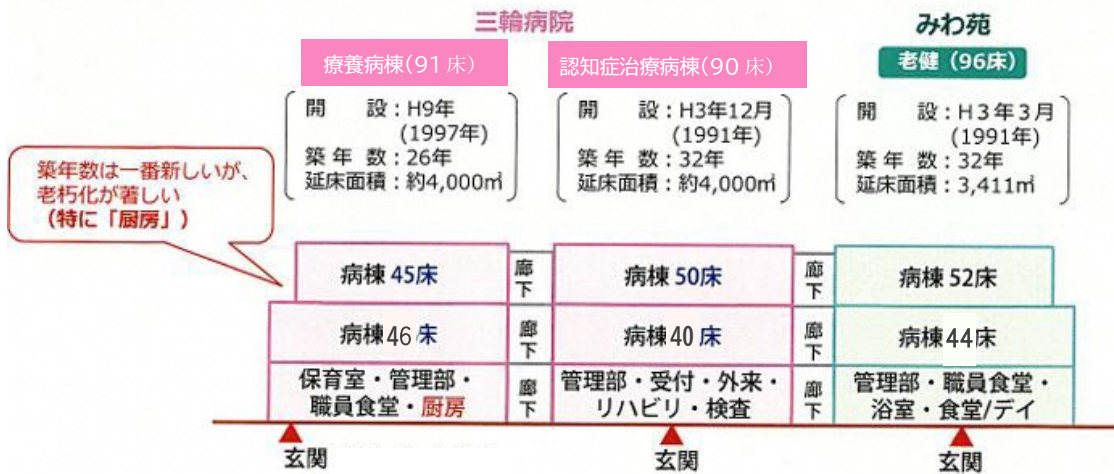 三輪病院
みわ苑
療養病棟(91 床)
認知症治療病棟(90 床)
老健(96床)
開 設:H9年
(1997年)
築 年 数:26年
延床面積:約4,000㎡
開 設:H3年12月
(1991年)
築 年 数:32年
延床面積:約4,000㎡
開 設:H3年3月
(1991年)
築 年 数:32年
延床面積:3,411㎡
築年数は一番新しいが、
老朽化が著しい
(特に「厨房」)
病棟 45床
廊下
病棟 50床
廊下
病棟 52床
病棟46 床
廊下
病棟40 床
廊下
病棟44床
保育室・管理部・
職員食堂・厨房
廊下
管理部・受付・外来・
リハビリ・検査
廊下
管理部・職員食堂・
浴室・食堂/デイ
玄関
玄関
玄関